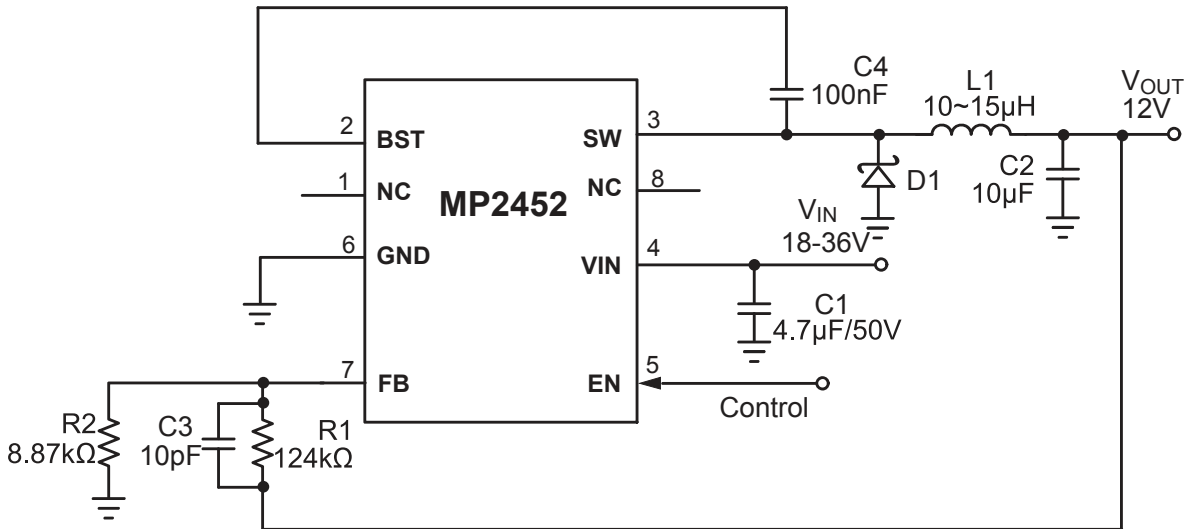 C4
100nF
L1
10~15µH
VOUT
12V
2
BST
3
SW
1
NC
8
NC
MP2452
D1
C2
10µF
VIN
18-36V
6
GND
4
VIN
C1
4.7µF/50V
7
FB
5
EN
Control
R2
8.87kΩ
C3
10pF
R1
124kΩ